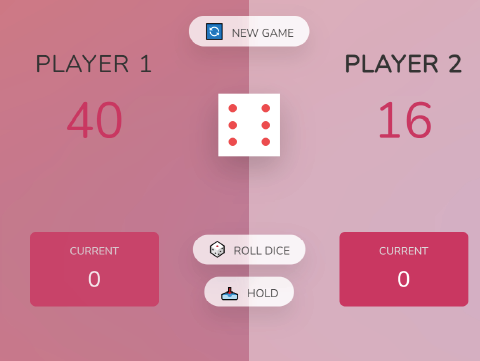 NEW GAME
PLAYER 1
PLAYER 2
40
16
CURRENT
0
ROLL DICE
HOLD
CURRENT
0